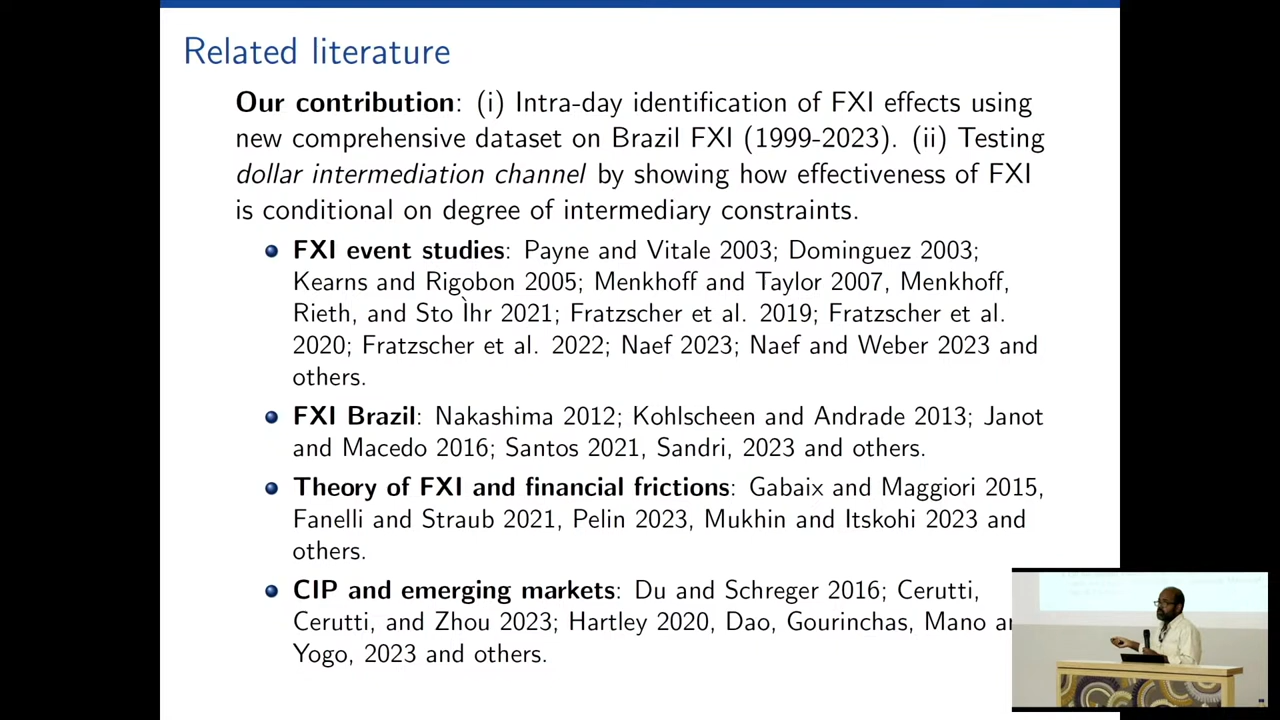 Related literature
Our contribution: (i) Intra-day identification of FXI effects using
new comprehensive dataset on Brazil FXI (1999-2023). (ii) Testing
dollar intermediation channel by showing how effectiveness of FXI
is conditional on degree of intermediary constraints.
FXI event studies: Payne and Vitale 2003; Dominguez 2003;
Kearns and Rigobon 2005; Menkhoff and Taylor 2007, Menkhoff,
Rieth, and Sto ÌˆIhr 2021; Fratzscher et al. 2019; Fratzscher et al.
2020; Fratzscher et al. 2022; Naef 2023; Naef and Weber 2023 and
others.
FXI Brazil: Nakashima 2012; Kohlscheen and Andrade 2013; Janot
and Macedo 2016; Santos 2021, Sandri, 2023 and others.
Theory of FXI and financial frictions: Gabaix and Maggiori 2015,
Fanelli and Straub 2021, Pelin 2023, Mukhin and Itskohi 2023 and
others.
CIP and emerging markets: Du and Schreger 2016; Cerutti,
Cerutti, and Zhou 2023; Hartley 2020, Dao, Gourinchas, Mano
Yogo, 2023 and others.